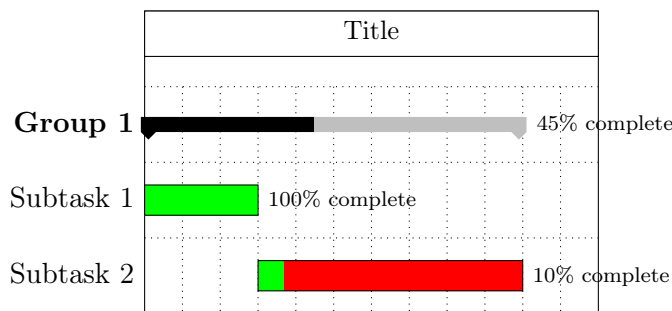 Title
Group 1 45% complete
Subtask 1 100% complete
Subtask 2 10% complete